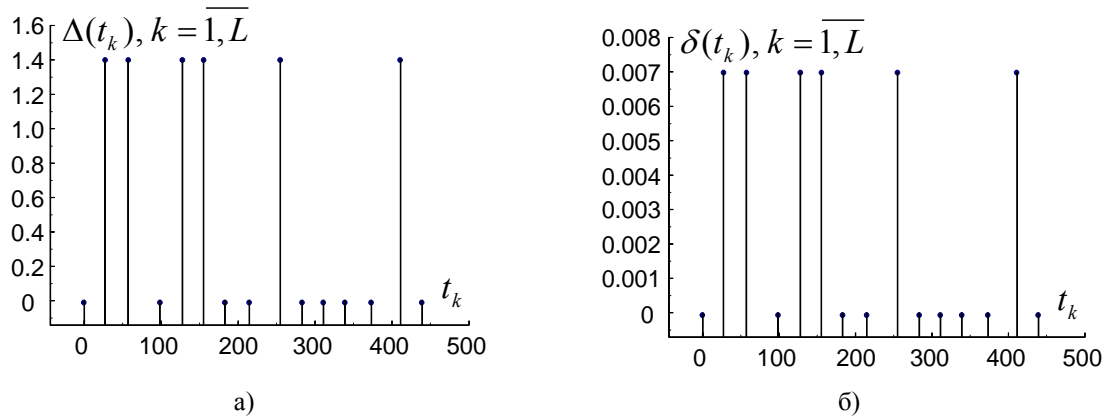 1.6
Δ(t_k), k = \overline{1, L}
1.4
1.2
1.0
0.8
0.6
0.4
0.2
0
t_k
0 100 200 300 400 500
а)
0.008
δ(t_k), k = \overline{1, L}
0.007
0.006
0.005
0.004
0.003
0.002
0.001
0
t_k
0 100 200 300 400 500
б)